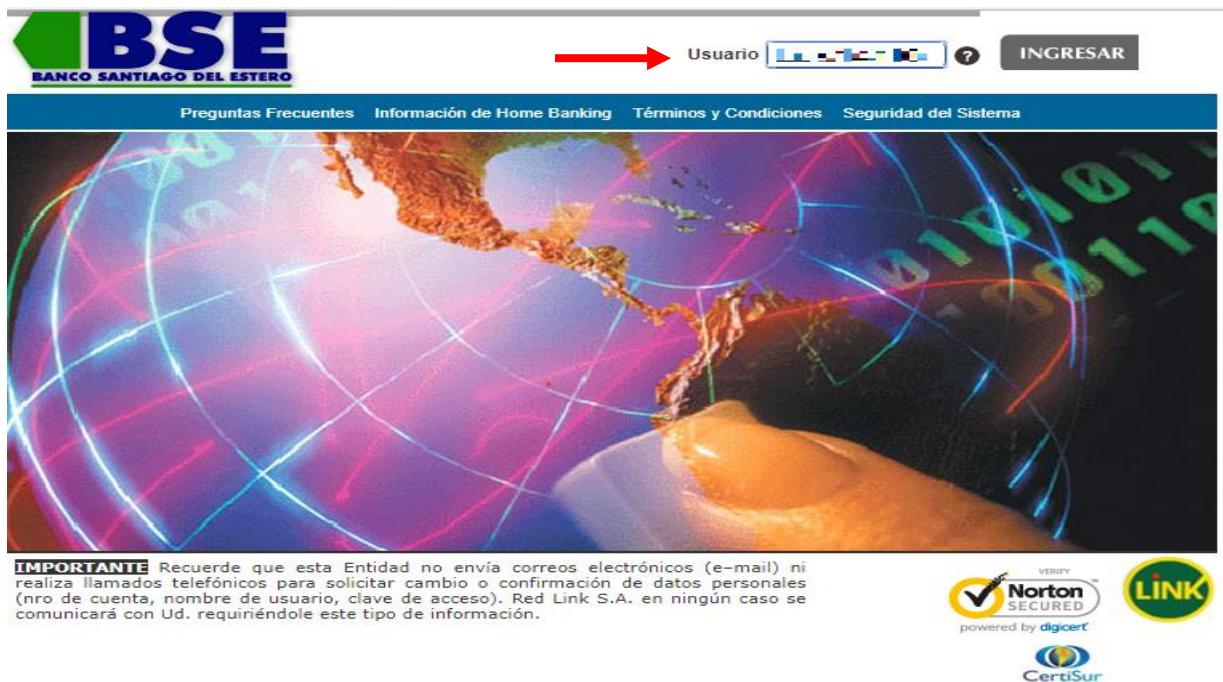 BSE
BANCO SANTIAGO DEL ESTERO
Usuario
?
INGRESAR
Preguntas Frecuentes Información de Home Banking Términos y Condiciones Seguridad del Sistema
010110
010101
0110
IMPORTANTE Recuerde que esta Entidad no envía correos electrónicos (e-mail) ni
realiza llamados telefónicos para solicitar cambio o confirmación de datos personales
(nro de cuenta, nombre de usuario, clave de acceso). Red Link S.A. en ningún caso se
comunicará con Ud. requiriéndole este tipo de información.
VERIFY
Norton
SECURED
powered by digicert
LINK
CertiSur